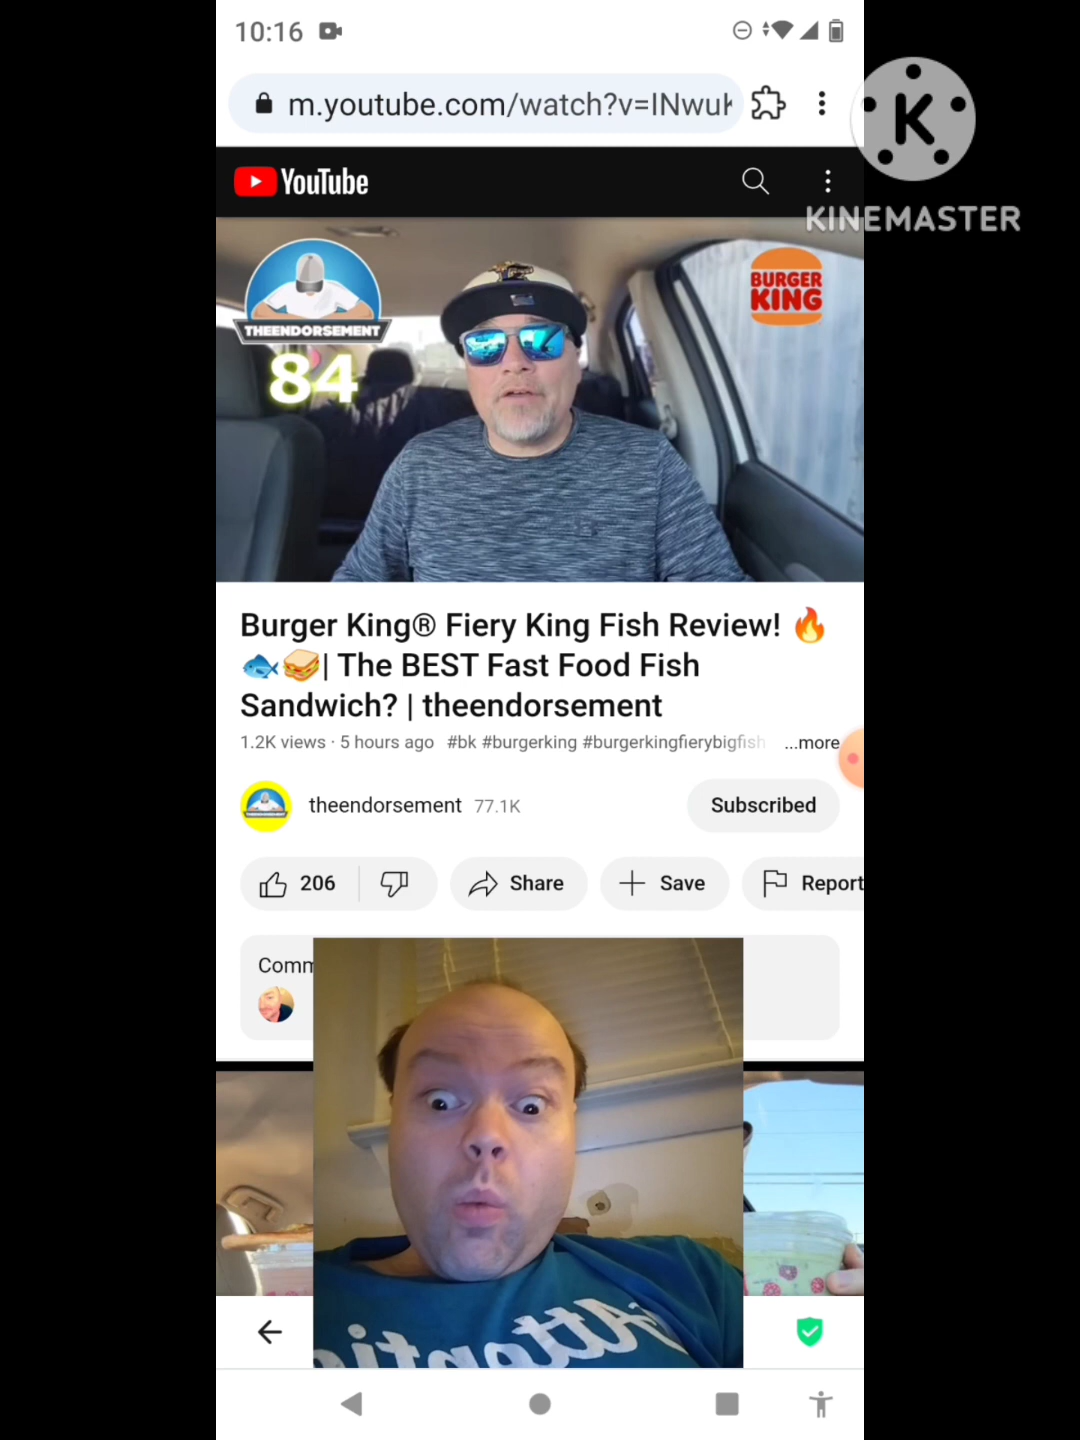 10:16
m.youtube.com/watch?v=INwuk
K
KINEMASTER
YouTube
THEENDORSEMENT
84
BURGER
KING
Burger King® Fiery King Fish Review! 🔥
🐟🥪| The BEST Fast Food Fish
Sandwich? | theendorsement
1.2K views · 5 hours ago #bk #burgerking #burgerkingfierybigfish ...more
theendorsement 77.1K Subscribed
206 Share Save Report
Comm